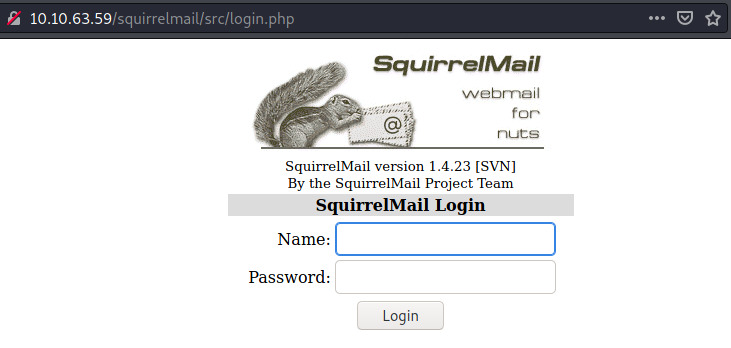 10.10.63.59/squirrelmail/src/login.php
SquirrelMail
webmail
for
nuts
@
SquirrelMail version 1.4.23 [SVN]
By the SquirrelMail Project Team
SquirrelMail Login
Name:
Password:
Login